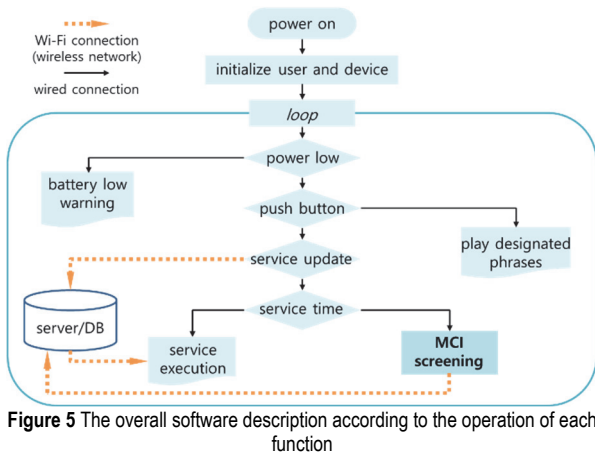 power on
Wi-Fi connection
(wireless network)
wired connection
initialize user and device
loop
power low
battery low
warning
push button
play designated
phrases
service update
service time
server/DB
service
execution
MCI
screening
Figure 5 The overall software description according to the operation of each
function